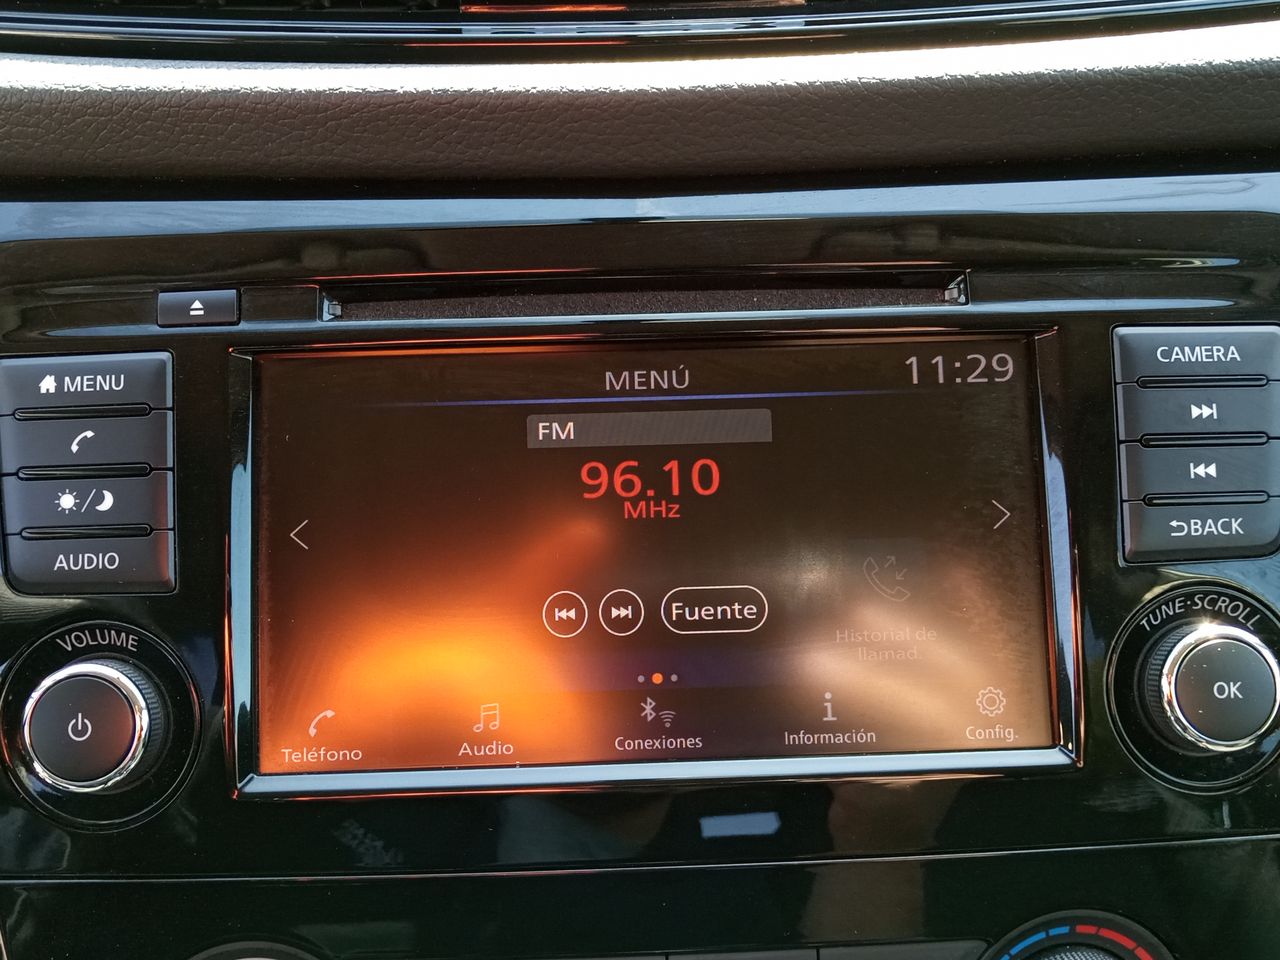 MENU
AUDIO
VOLUME
MENÚ
11:29
FM
96.10
MHz
Fuente
Historial de
llamad.
Teléfono
Audio
Conexiones
Información
Config.
CAMERA
BACK
TUNE·SCROLL
OK